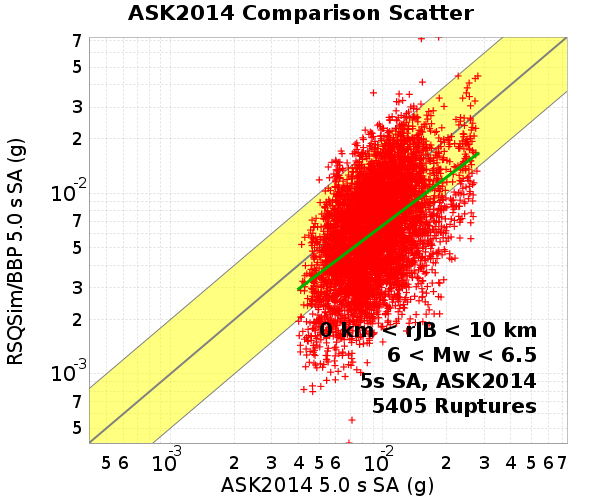 ASK2014 Comparison Scatter
7
5
3
2
10-2
7
5
3
2
10-3
7
5
RSQSim/BBP 5.0 s SA (g)
0 km < rJB < 10 km
6 < Mw < 6.5
5s SA, ASK2014
5405 Ruptures
5 6 10-3 2 3 4 5 6 10-2 2 3 4 5 6 7
ASK2014 5.0 s SA (g)